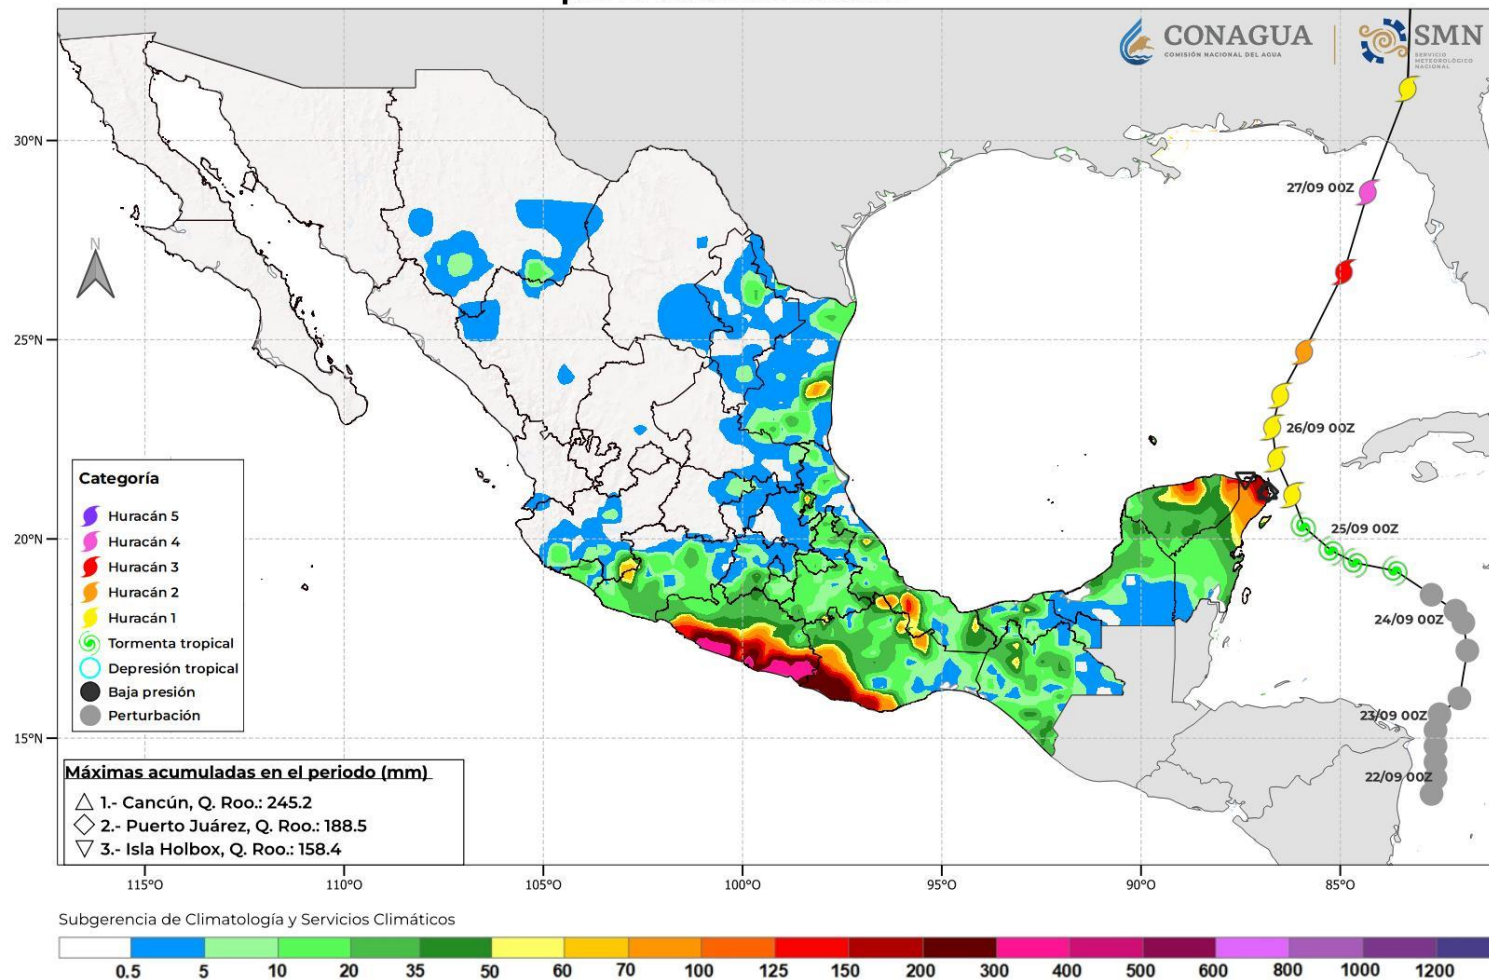 CONAGUA
COMISIÓN NACIONAL DEL AGUA
SMN
SERVICIO
METEOROLÓGICO
NACIONAL
30°N
27/09 00Z
25°N
26/09 00Z
N
Categoría
Huracán 5
Huracán 4
Huracán 3
Huracán 2
Huracán 1
Tormenta tropical
Depresión tropical
Baja presión
Perturbación
20°N
25/09 00Z
24/09 00Z
23/09 00Z
15°N
22/09 00Z
Máximas acumuladas en el periodo (mm)
1.- Cancún, Q. Roo.: 245.2
2.- Puerto Juárez, Q. Roo.: 188.5
3.- Isla Holbox, Q. Roo.: 158.4
115°O 110°O 105°O 100°O 95°O 90°O 85°O
Subgerencia de Climatología y Servicios Climáticos
0.5 5 10 20 35 50 60 70 100 125 150 200 300 400 500 600 800 1000 1200